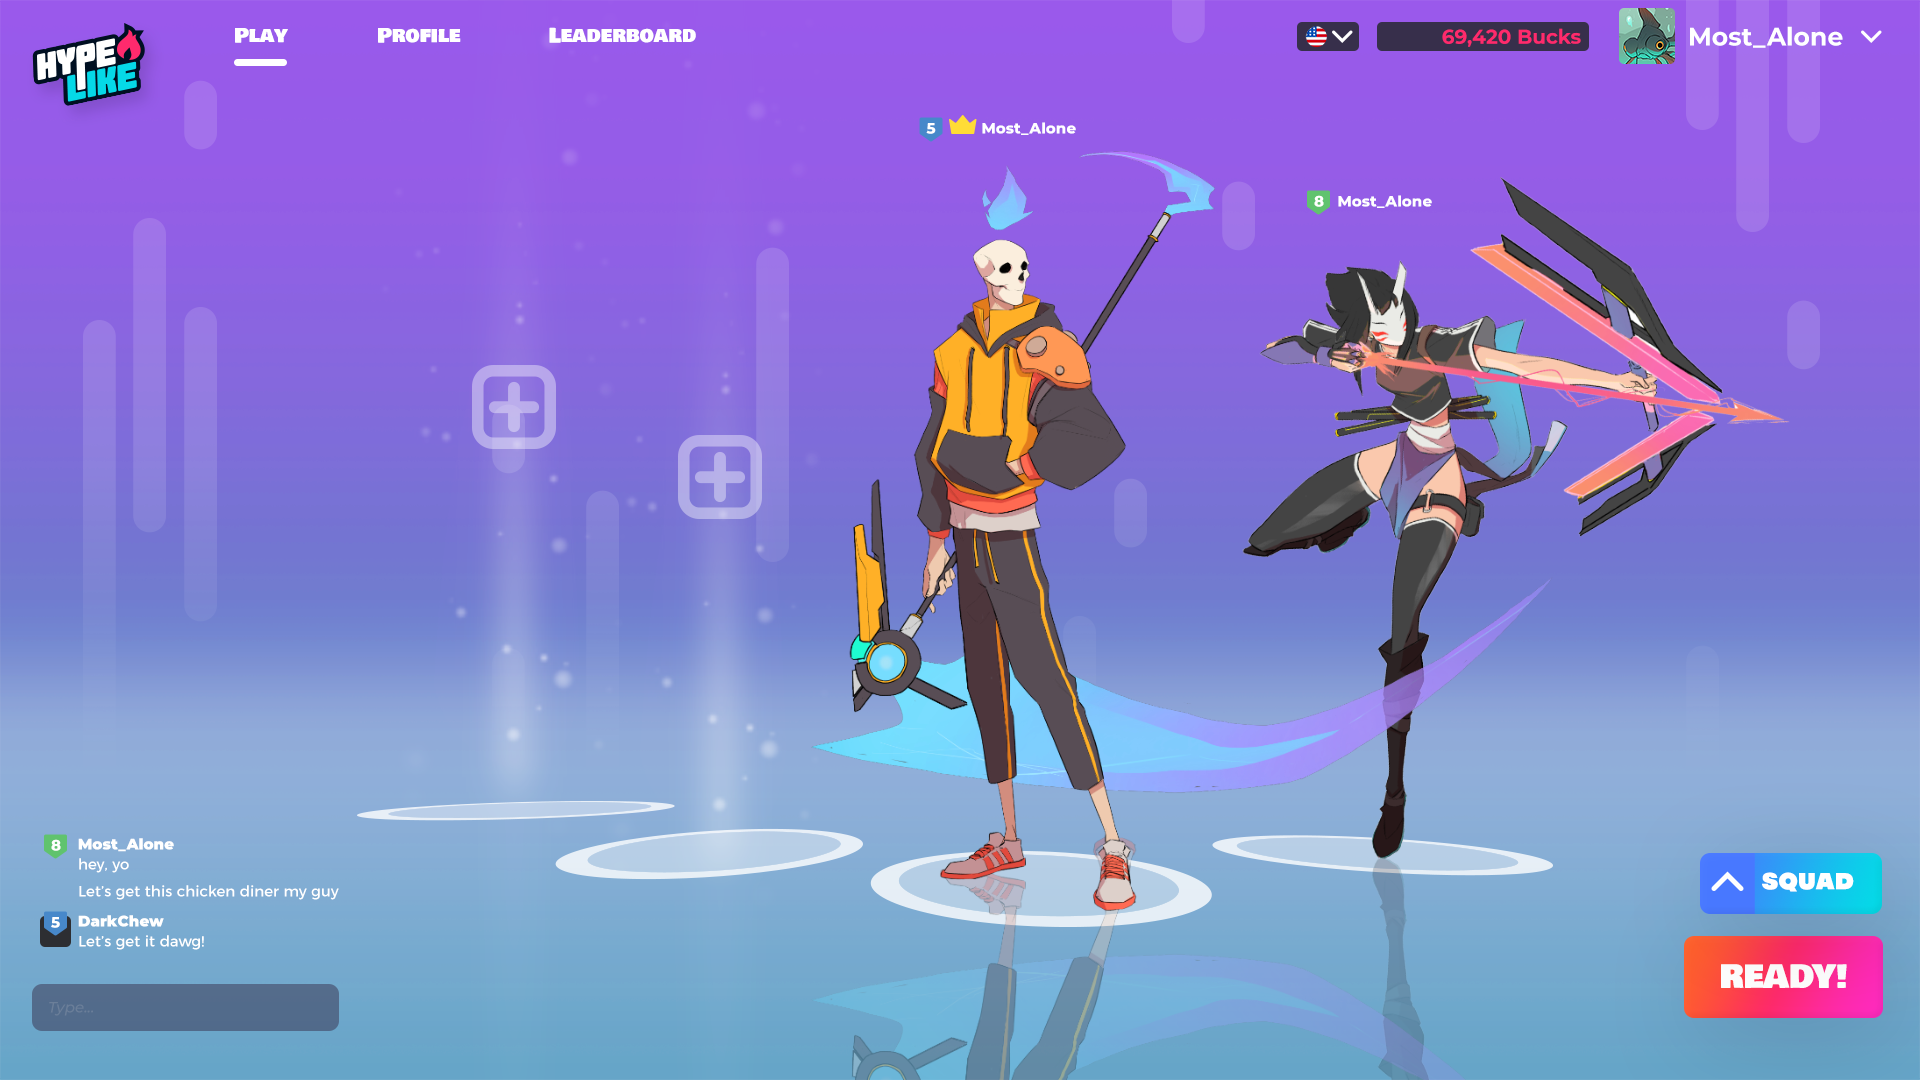 HYPE
LIKE
PLAY
PROFILE
LEADERBOARD
69,420 Bucks
Most_Alone
5 Most_Alone
8 Most_Alone
8 Most_Alone
hey, yo
Let's get this chicken diner my guy
5 DarkChew
Let's get it dawg!
Type...
SQUAD
READY!